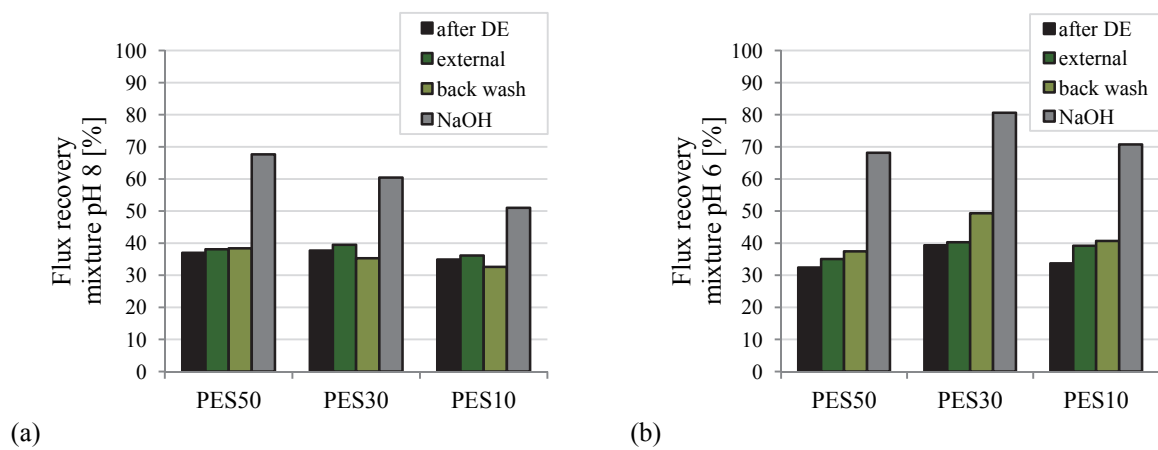 after DE
external
back wash
NaOH
Flux recovery
mixture pH 8 [%]
100
90
80
70
60
50
40
30
20
10
0
PES50 PES30 PES10
(a)
after DE
external
back wash
NaOH
Flux recovery
mixture pH 6 [%]
100
90
80
70
60
50
40
30
20
10
0
PES50 PES30 PES10
(b)